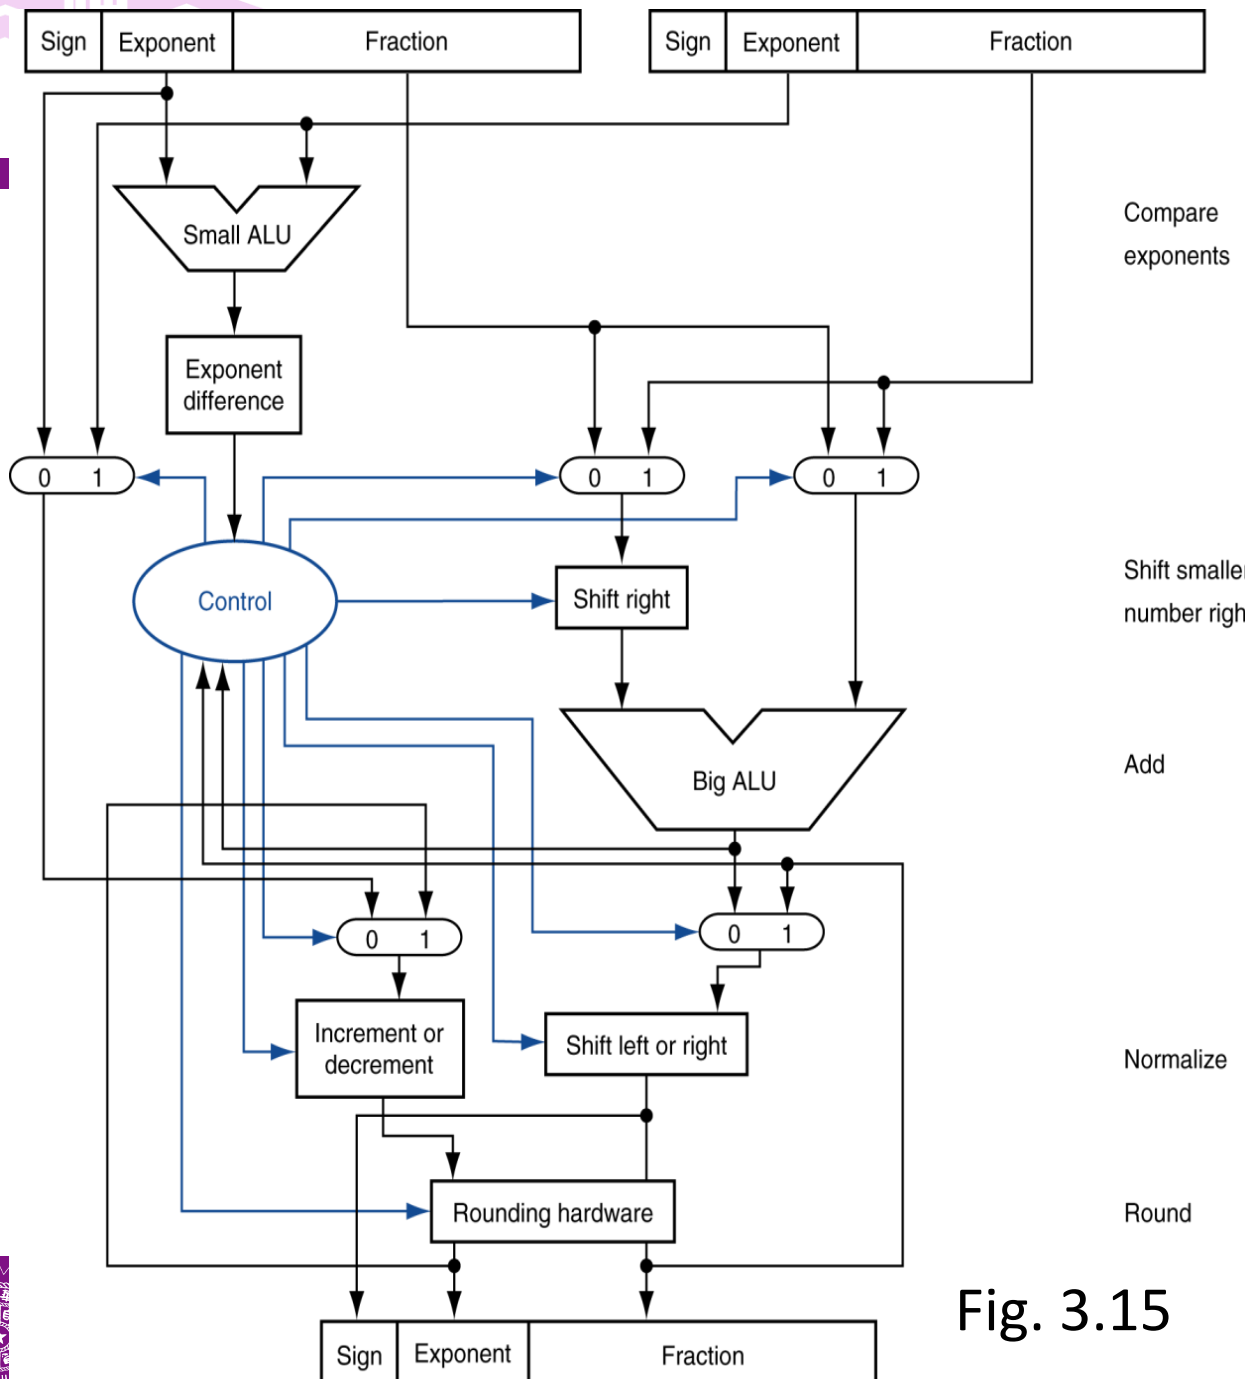 Sign Exponent Fraction Sign Exponent Fraction
Small ALU
Compare
exponents
Exponent
difference
0 1
0 1
0 1
Control
Shift right
Shift smaller
number righ
Big ALU
Add
0 1
0 1
Increment or
decrement
Shift left or right
Normalize
Rounding hardware
Round
Fig. 3.15
Sign Exponent Fraction